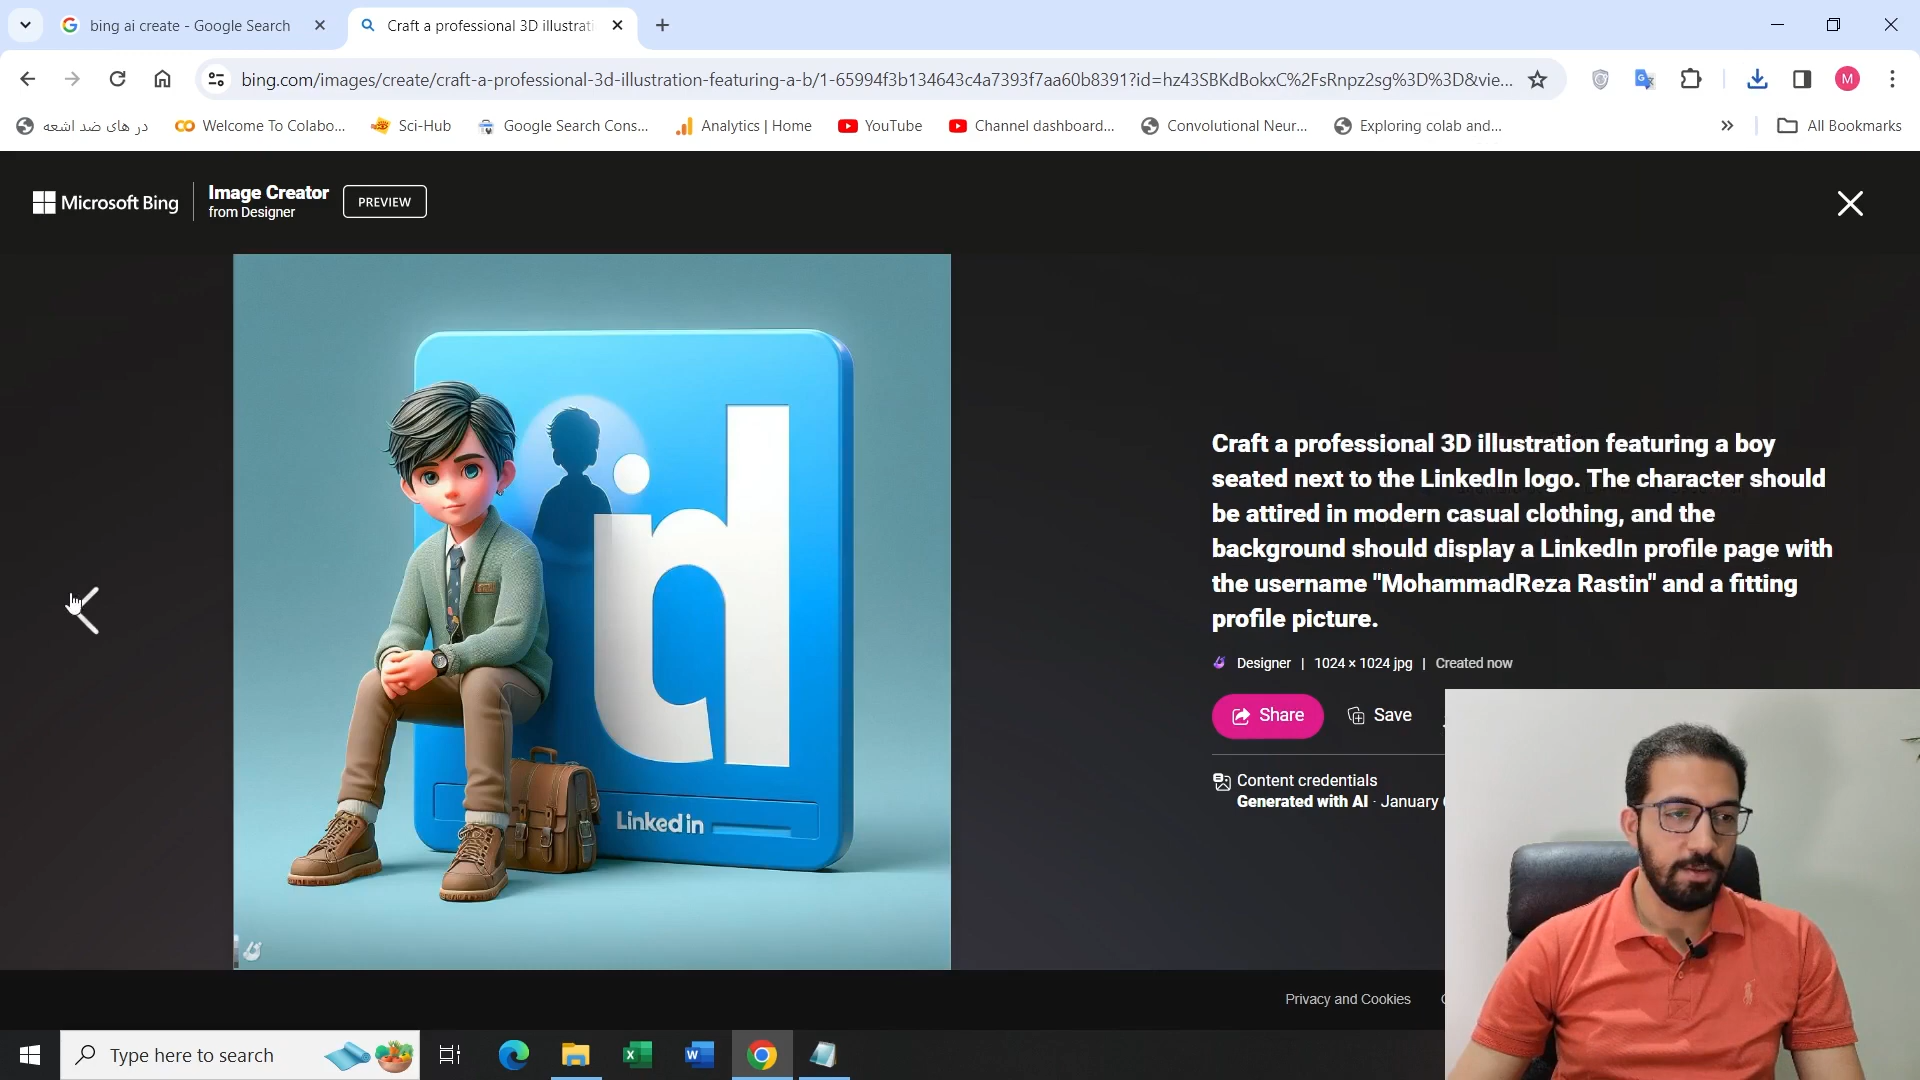 bing ai create - Google Search
Craft a professional 3D illustrati
bing.com/images/create/craft-a-professional-3d-illustration-featuring-a-b/1-65994f3b134643c4a7393f7aa60b8391?id=hz43SBKdBokxC%2FsRnpz2sg%3D%3D&vie...
در های ضد اشعه
Welcome To Colabo...
Sci-Hub
Google Search Cons...
Analytics | Home
YouTube
Channel dashboard...
Convolutional Neur...
Exploring colab and...
All Bookmarks
M
Microsoft Bing
Image Creator
from Designer
PREVIEW
id
Linked in
Craft a professional 3D illustration featuring a boy
seated next to the LinkedIn logo. The character should
be attired in modern casual clothing, and the
background should display a LinkedIn profile page with
the username "MohammadReza Rastin" and a fitting
profile picture.
Designer | 1024 × 1024 jpg | Created now
Share
Save
Content credentials
Generated with AI · January
Privacy and Cookies
Type here to search